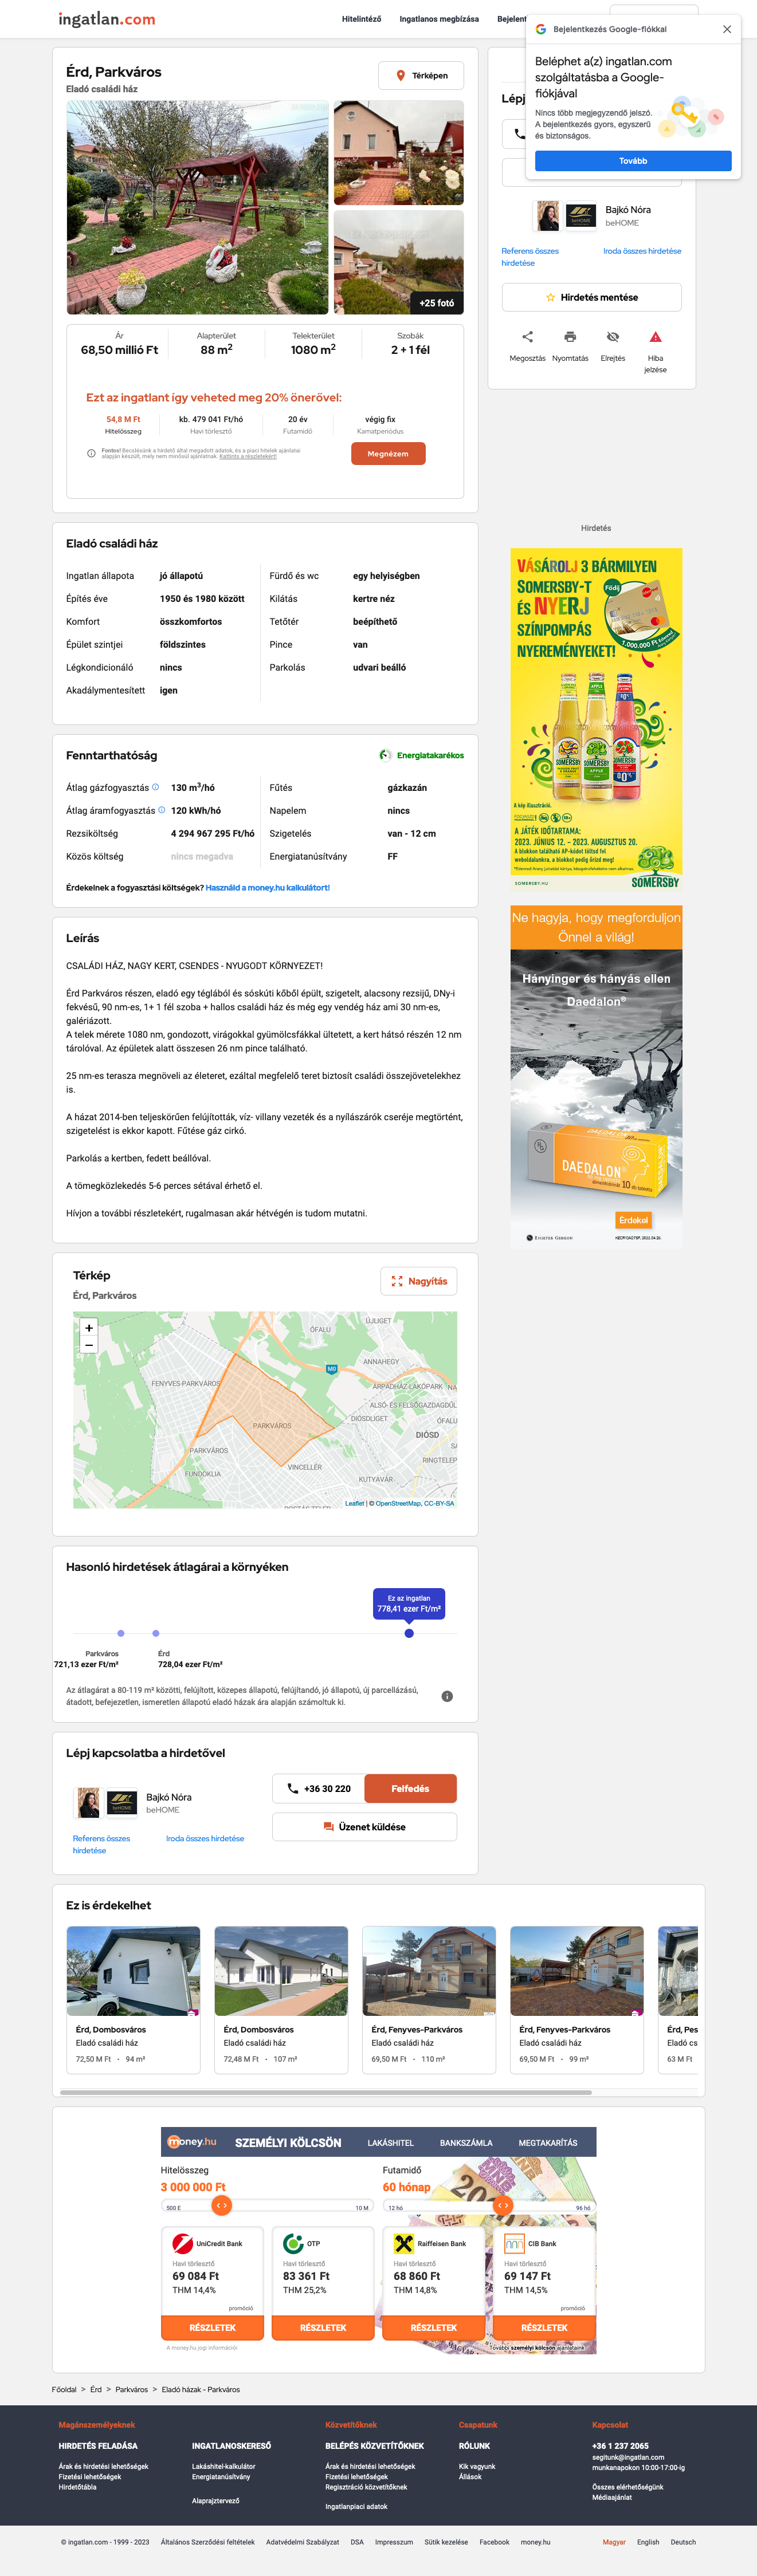 ingatlan.com
Hitelintéző Ingatlanos megbízása
Bejelentkezés Google-fiókkal
Beléphet a(z) ingatlan.com
szolgáltatásba a Google-
fiókjával
Nincs több megjegyzendő jelszó.
A bejelentkezés gyors, egyszerű
és biztonságos.
Tovább
Érd, Parkváros
Eladó családi ház
Térképen
+25 fotó
Bajkó Nóra
beHOME
Referens összes
hirdetése
Iroda összes hirdetése
Hirdetés mentése
Megosztás Nyomtatás Elrejtés Hiba
jelzése
Ár Alapterület Telekterület Szobák
68,50 millió Ft 88 m² 1080 m² 2 + 1 fél
Ezt az ingatlant így veheted meg 20% önerővel:
54,8 M Ft kb. 479 041 Ft/hó 20 év végig fix
Hitelösszeg Havi törlesztő Futamidő Kamatperiódus
Fontos! Becslésünk a hirdető által megadott adatok, és a piaci hitelek ajánlatai
alapján készült, mely nem minősül ajánlatnak. Kattints a részletekért!
Megnézem
Eladó családi ház
Ingatlan állapota jó állapotú Fürdő és wc egy helyiségben
Építés éve 1950 és 1980 között Kilátás kertre néz
Komfort összkomfortos Tetőtér beépíthető
Épület szintjei földszintes Pince van
Légkondicionáló nincs Parkolás udvari beálló
Akadálymentesített igen
Fenntarthatóság
Energiatakarékos
Átlag gázfogyasztás 130 m³/hó Fűtés gázkazán
Átlag áramfogyasztás 120 kWh/hó Napelem nincs
Rezsiköltség 4 294 967 295 Ft/hó Szigetelés van - 12 cm
Közös költség nincs megadva Energiatanúsítvány FF
Érdekelnek a fogyasztási költségek? Használd a money.hu kalkulátort!
Leírás
CSALÁDI HÁZ, NAGY KERT, CSENDES - NYUGODT KÖRNYEZET!
Érd Parkváros részen, eladó egy téglából és sóskúti kőből épült, szigetelt, alacsony rezsijű, DNy-i
fekvésű, 90 nm-es, 1+ 1 fél szoba + hallos családi ház és még egy vendég ház ami 30 nm-es,
galériázott.
A telek mérete 1080 nm, gondozott, virágokkal gyümölcsfákkal ültetett, a kert hátsó részén 12 nm
tárolóval. Az épületek alatt összesen 26 nm pince található.
25 nm-es terasza megnöveli az életeret, ezáltal megfelelő teret biztosít családi összejövetelekhez
is.
A házat 2014-ben teljeskörűen felújították, víz- villany vezeték és a nyílászárók cseréje megtörtént,
szigetelést is ekkor kapott. Fűtése gáz cirkó.
Parkolás a kertben, fedett beállóval.
A tömegközlekedés 5-6 perces sétával érhető el.
Hívjon a további részletekért, rugalmasan akár hétvégén is tudom mutatni.
Hirdetés
VÁSÁROLJ 3 BÁRMILYEN
SOMERSBY-T
ÉS NYERJ
SZÍNPOMPÁS
NYEREMÉNYEKET!
Fődíj
1.000.000 Ft
A kép illusztráció.
A JÁTÉK IDŐTARTAMA:
2023. JÚNIUS 12. - 2023. AUGUSZTUS 20.
SOMERSBY.HU
SOMERSBY
Ne hagyja, hogy megforduljon
Önnel a világ!
Hányinger és hányás ellen
Daedalon®
DAEDALON®
10 db tabletta
Érdekel
Richter Gedeon
Térkép
Érd, Parkváros
Nagyítás
+
−
ÚJLIGET
ÓFALU
M0
ANNAHEGY
FENYVES-PARKVÁROS
ÁRPÁDHÁZ-LAKÓPARK
ALSÓ- ÉS FELSŐGAZDAGDŰL
DIÓSDLIGET ÓFALU
PARKVÁROS
DIÓSD
PARKVÁROS
RINGTELEP
VINCELLÉR
FUNDOKLIA
KUTYAVÁR
Leaflet | © OpenStreetMap, CC-BY-SA
Hasonló hirdetések átlagárai a környéken
Ez az ingatlan
778,41 ezer Ft/m²
Parkváros Érd
721,13 ezer Ft/m² 728,04 ezer Ft/m²
Az átlagárat a 80-119 m² közötti, felújított, közepes állapotú, felújítandó, jó állapotú, új parcellázású,
átadott, befejezetlen, ismeretlen állapotú eladó házak ára alapján számoltuk ki.
Lépj kapcsolatba a hirdetővel
Bajkó Nóra
beHOME
Referens összes
hirdetése
Iroda összes hirdetése
+36 30 220 Felfedés
Üzenet küldése
Ez is érdekelhet
Érd, Dombosváros Érd, Dombosváros Érd, Fenyves-Parkváros Érd, Fenyves-Parkváros Érd, Pes
Eladó családi ház Eladó családi ház Eladó családi ház Eladó családi ház Eladó cs
72,50 M Ft • 94 m² 72,48 M Ft • 107 m² 69,50 M Ft • 110 m² 69,50 M Ft • 99 m² 63 M Ft
money.hu SZEMÉLYI KÖLCSÖN LAKÁSHITEL BANKSZÁMLA MEGTAKARÍTÁS
Hitelösszeg Futamidő
3 000 000 Ft 60 hónap
500 E 10 M 12 hó 96 hó
UniCredit Bank OTP Raiffeisen Bank CIB Bank
Havi törlesztő Havi törlesztő Havi törlesztő Havi törlesztő
69 084 Ft 83 361 Ft 68 860 Ft 69 147 Ft
THM 14,4% THM 25,2% THM 14,8% THM 14,5%
promóció promóció
RÉSZLETEK RÉSZLETEK RÉSZLETEK RÉSZLETEK
A money.hu jogi információi
További személyi kölcsön ajánlataink
Főoldal > Érd > Parkváros > Eladó házak - Parkváros
Magánszemélyeknek Közvetítőknek Csapatunk Kapcsolat
HIRDETÉS FELADÁSA INGATLANOSKERESŐ BELÉPÉS KÖZVETÍTŐKNEK RÓLUNK +36 1 237 2065
segitunk@ingatlan.com
munkanapokon 10:00-17:00-ig
Árak és hirdetési lehetőségek Lakáshitel-kalkulátor Árak és hirdetési lehetőségek Kik vagyunk
Fizetési lehetőségek Energiatanúsítvány Fizetési lehetőségek Állások
Hirdetőtábla Regisztráció közvetítőknek Összes elérhetőségünk
Médiaajánlat
Alaprajztervező Ingatlanpiaci adatok
© ingatlan.com - 1999 - 2023 Általános Szerződési feltételek Adatvédelmi Szabályzat DSA Impresszum Sütik kezelése Facebook money.hu Magyar English Deutsch